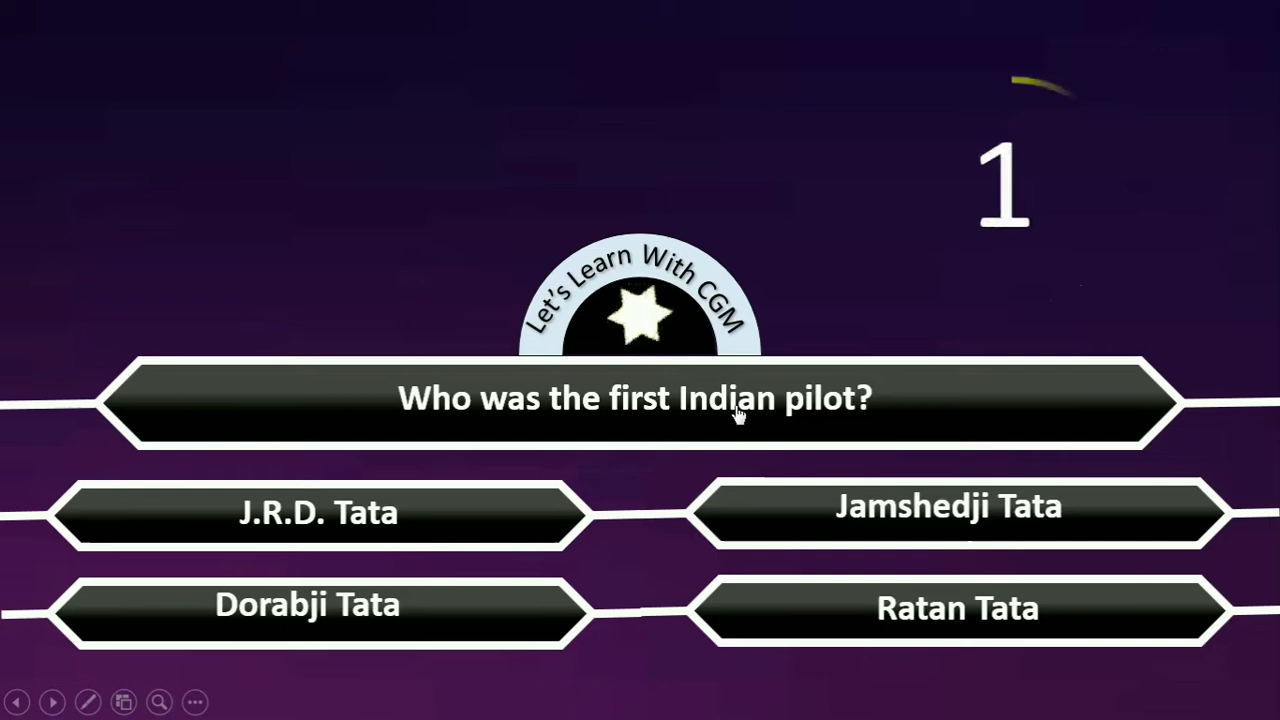 1
Let's Learn With CGM
Who was the first Indian pilot?
J.R.D. Tata
Jamshedji Tata
Dorabji Tata
Ratan Tata